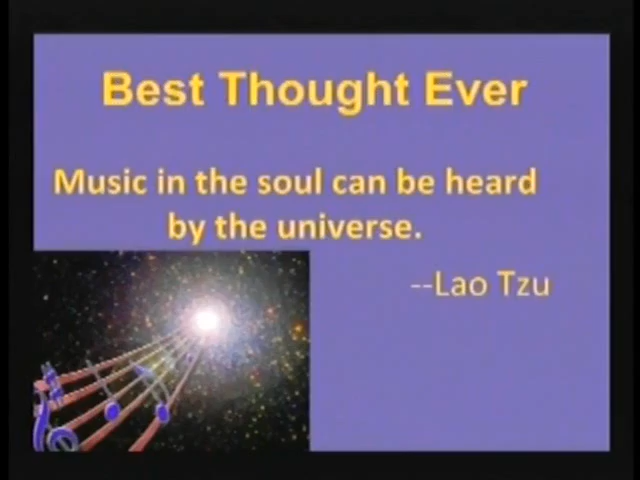 Best Thought Ever
Music in the soul can be heard
by the universe.
--Lao Tzu